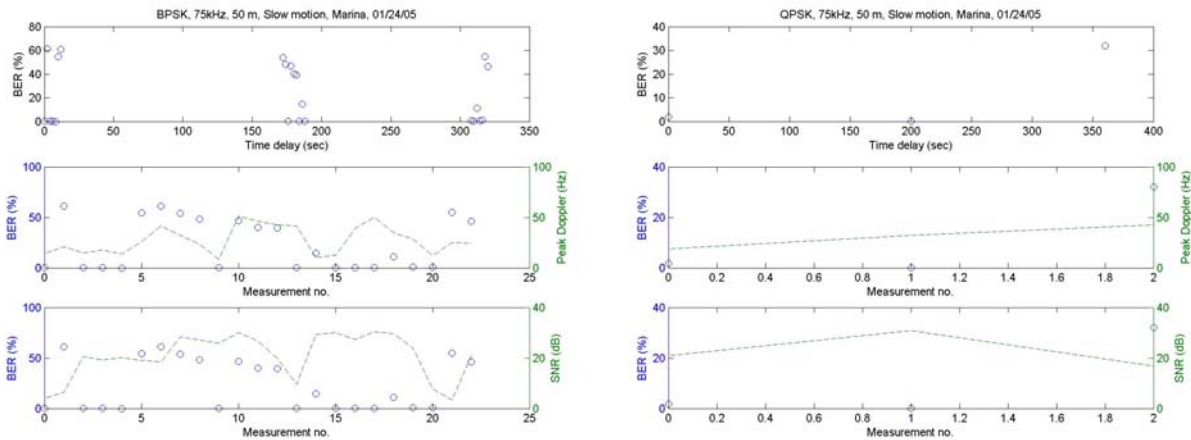 BPSK, 75kHz, 50 m, Slow motion, Marina, 01/24/05
80
60
40
20
0
BER (%)
0 50 100 150 200 250 300 350
Time delay (sec)
100
50
0
BER (%)
100
50
0
Peak Doppler (Hz)
0 5 10 15 20 25
Measurement no.
100
50
0
BER (%)
40
20
0
SNR (dB)
0 5 10 15 20 25
Measurement no.
QPSK, 75kHz, 50 m, Slow motion, Marina, 01/24/05
40
30
20
10
0
BER (%)
0 50 100 150 200 250 300 350 400
Time delay (sec)
40
20
0
BER (%)
100
50
0
Peak Doppler (Hz)
0 0.2 0.4 0.6 0.8 1 1.2 1.4 1.6 1.8 2
Measurement no.
40
20
0
BER (%)
40
20
0
SNR (dB)
0 0.2 0.4 0.6 0.8 1 1.2 1.4 1.6 1.8 2
Measurement no.